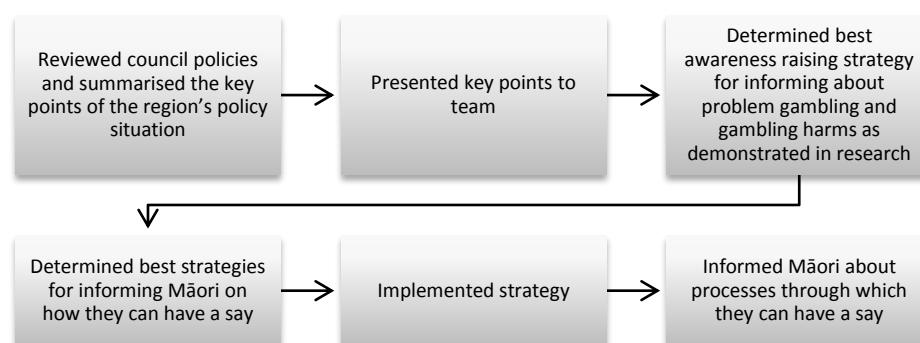 Reviewed council policies
and summarised the key
points of the region's policy
situation
Presented key points to
team
Determined best
awareness raising strategy
for informing about
problem gambling and
gambling harms as
demonstrated in research
Determined best strategies
for informing Māori on
how they can have a say
Implemented strategy
Informed Māori about
processes through which
they can have a say